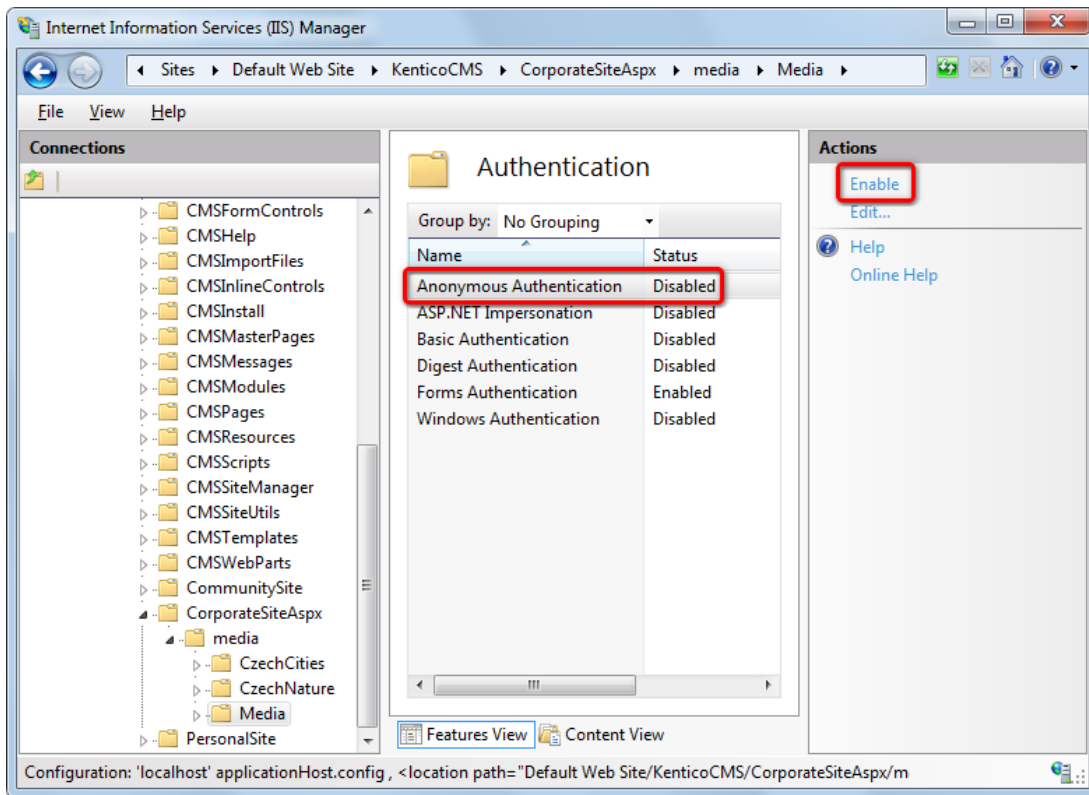 Internet Information Services (IIS) Manager
Sites Default Web Site KenticoCMS CorporateSiteAspx media Media
File View Help
Connections
CMSFormControls
CMSHelp
CMSImportFiles
CMSInlineControls
CMSInstall
CMSMasterPages
CMSMessages
CMSModules
CMSPages
CMSResources
CMSScripts
CMSSiteManager
CMSSiteUtils
CMSTemplates
CMSWebParts
CommunitySite
CorporateSiteAspx
media
CzechCities
CzechNature
Media
PersonalSite
Authentication
Group by: No Grouping
Name Status
Anonymous Authentication Disabled
ASP.NET Impersonation Disabled
Basic Authentication Disabled
Digest Authentication Disabled
Forms Authentication Enabled
Windows Authentication Disabled
Features View Content View
Actions
Enable
Edit...
Help
Online Help
Configuration: 'localhost' applicationHost.config , <location path="Default Web Site/KenticoCMS/CorporateSiteAspx/m